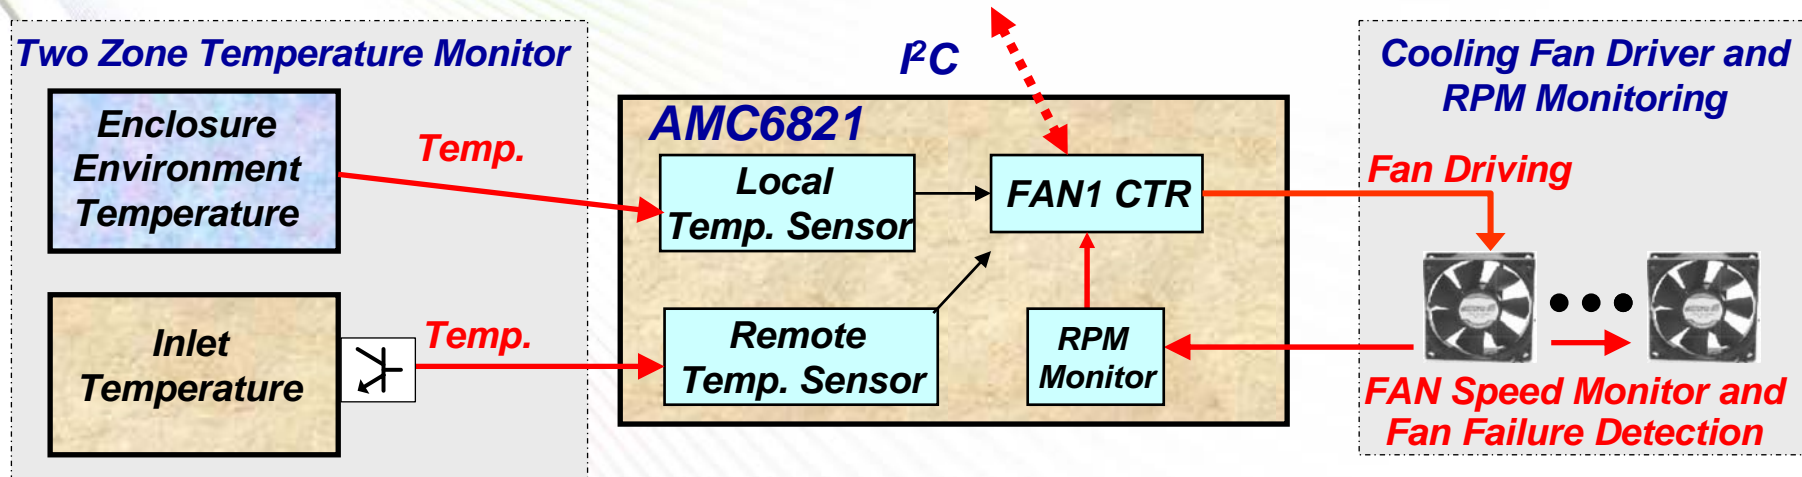 Two Zone Temperature Monitor
Enclosure
Environment
Temperature
Temp.
Inlet
Temperature
Temp.
I²C
AMC6821
Local
Temp. Sensor
FAN1 CTR
Remote
Temp. Sensor
RPM
Monitor
Cooling Fan Driver and
RPM Monitoring
Fan Driving
FAN Speed Monitor and
Fan Failure Detection